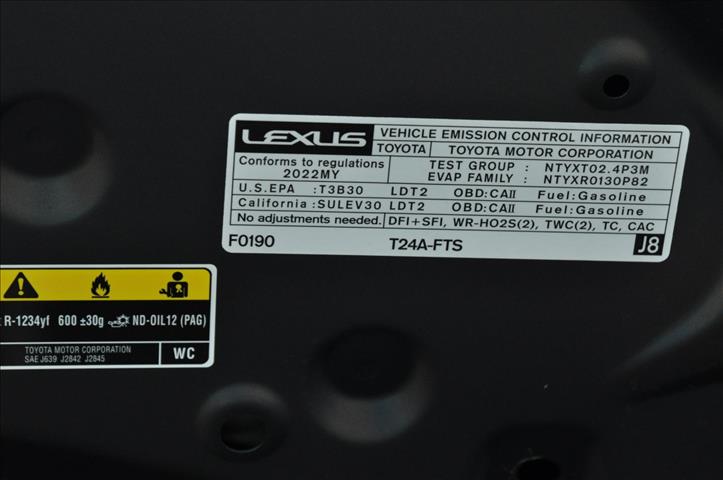 LEXUS VEHICLE EMISSION CONTROL INFORMATION
TOYOTA TOYOTA MOTOR CORPORATION
Conforms to regulations
2022MY
TEST GROUP : NTYXT02.4P3M
EVAP FAMILY : NTYXR0130P82
U.S.EPA :T3B30 LDT2 OBD:CAII Fuel:Gasoline
California :SULEV30 LDT2 OBD:CAII Fuel:Gasoline
No adjustments needed. DFI+SFI, WR-HO2S(2), TWC(2), TC, CAC
F0190 T24A-FTS J8
R-1234yf 600 ±30g ND-OIL12 (PAG)
TOYOTA MOTOR CORPORATION
SAE J639 J2842 J2845
WC